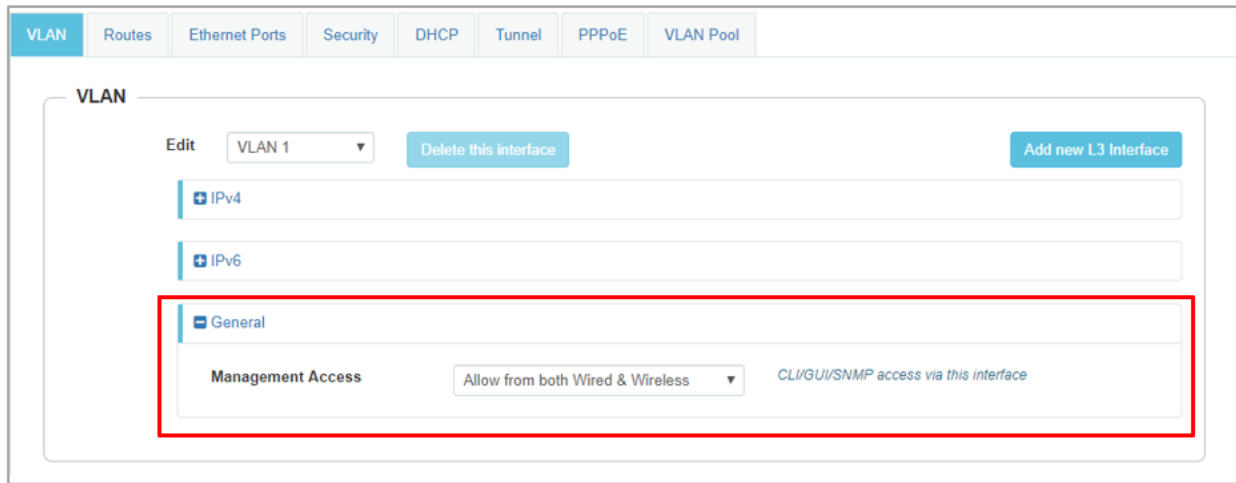 VLAN Routes Ethernet Ports Security DHCP Tunnel PPPoE VLAN Pool
VLAN
Edit VLAN 1 Delete this interface Add new L3 Interface
IPv4
IPv6
General
Management Access Allow from both Wired & Wireless CLI/GUI/SNMP access via this interface